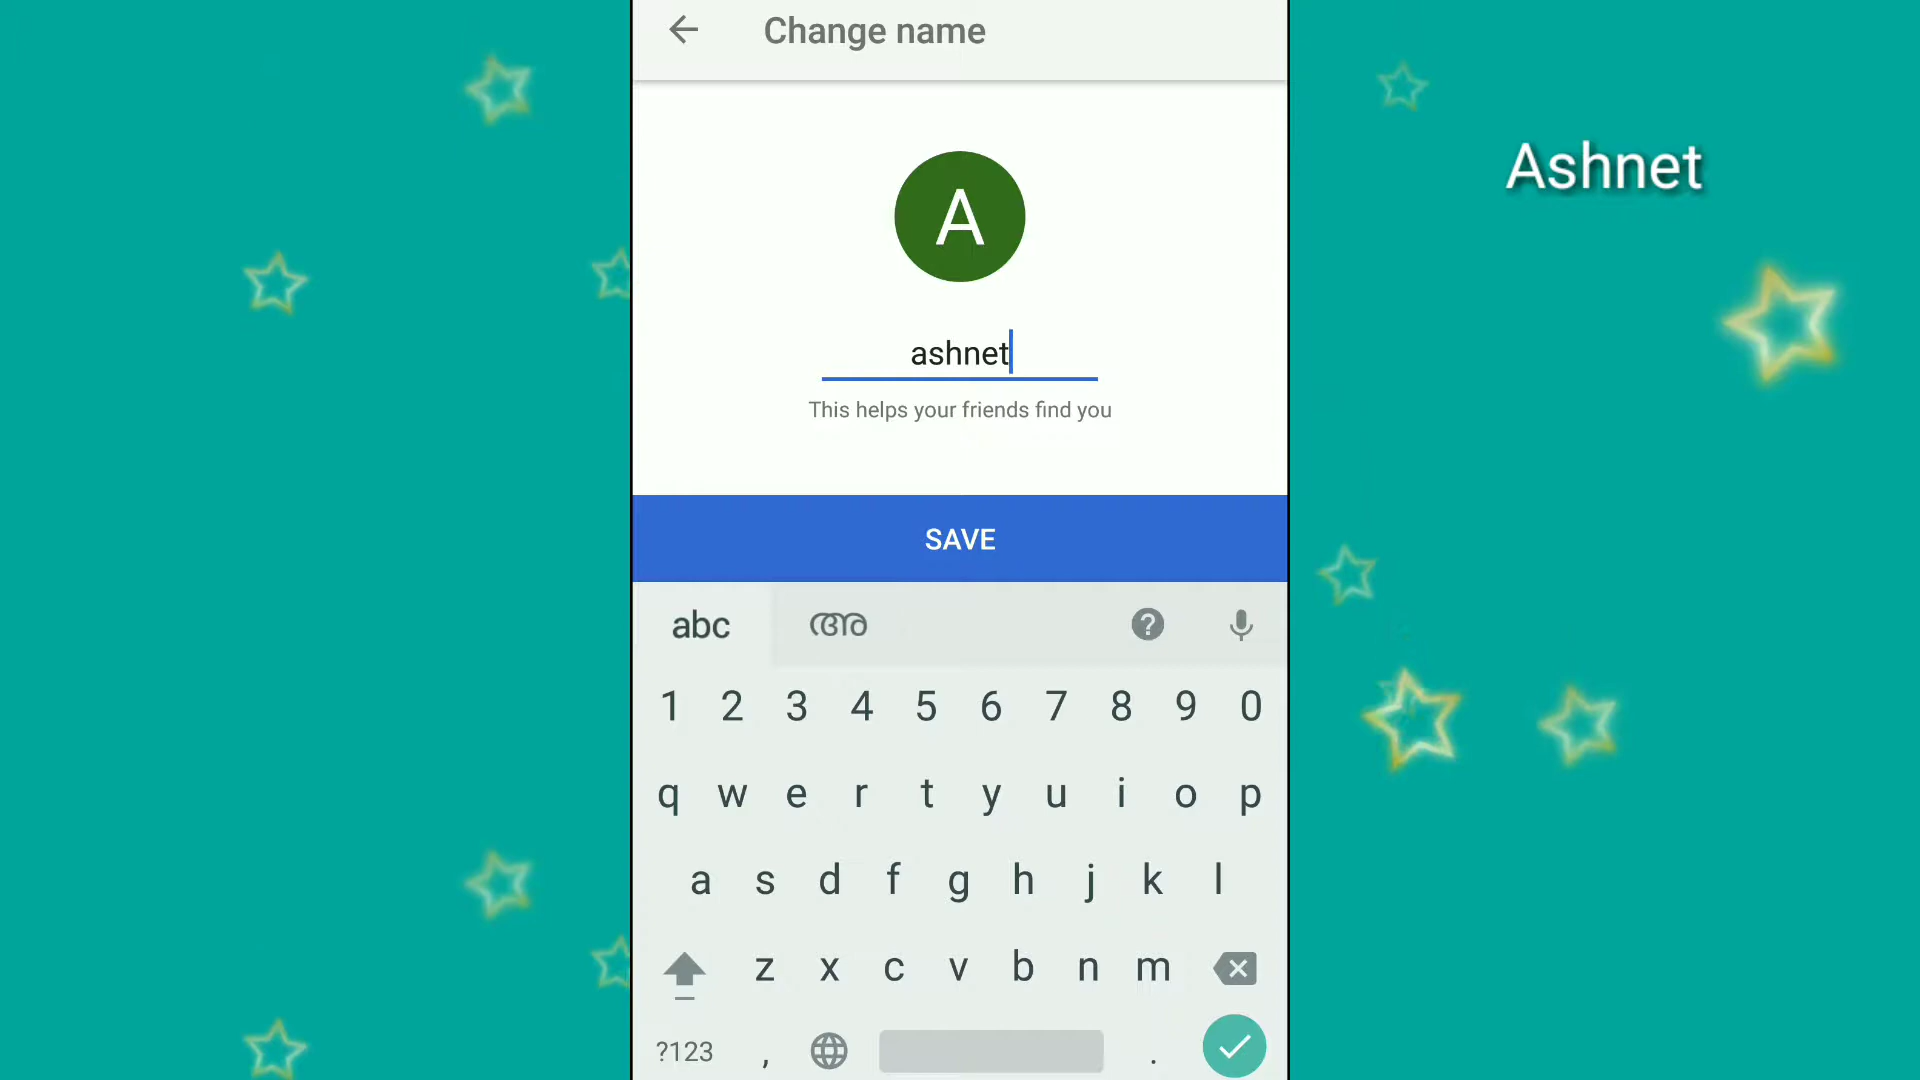 Change name
Ashnet
A
ashnet
This helps your friends find you
SAVE
abc അ ?
1 2 3 4 5 6 7 8 9 0
q w e r t y u i o p
a s d f g h j k l
z x c v b n m
?123 , .